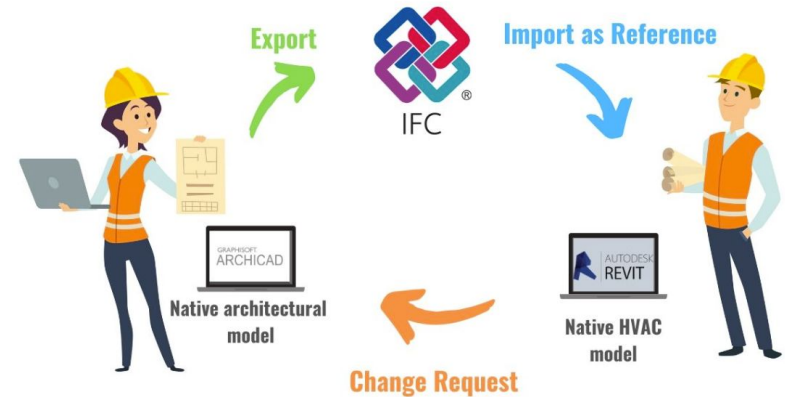 Export
Import as Reference
®
IFC
GRAPHISOFT
ARCHICAD
AUTODESK
REVIT
Native architectural
model
Native HVAC
model
Change Request